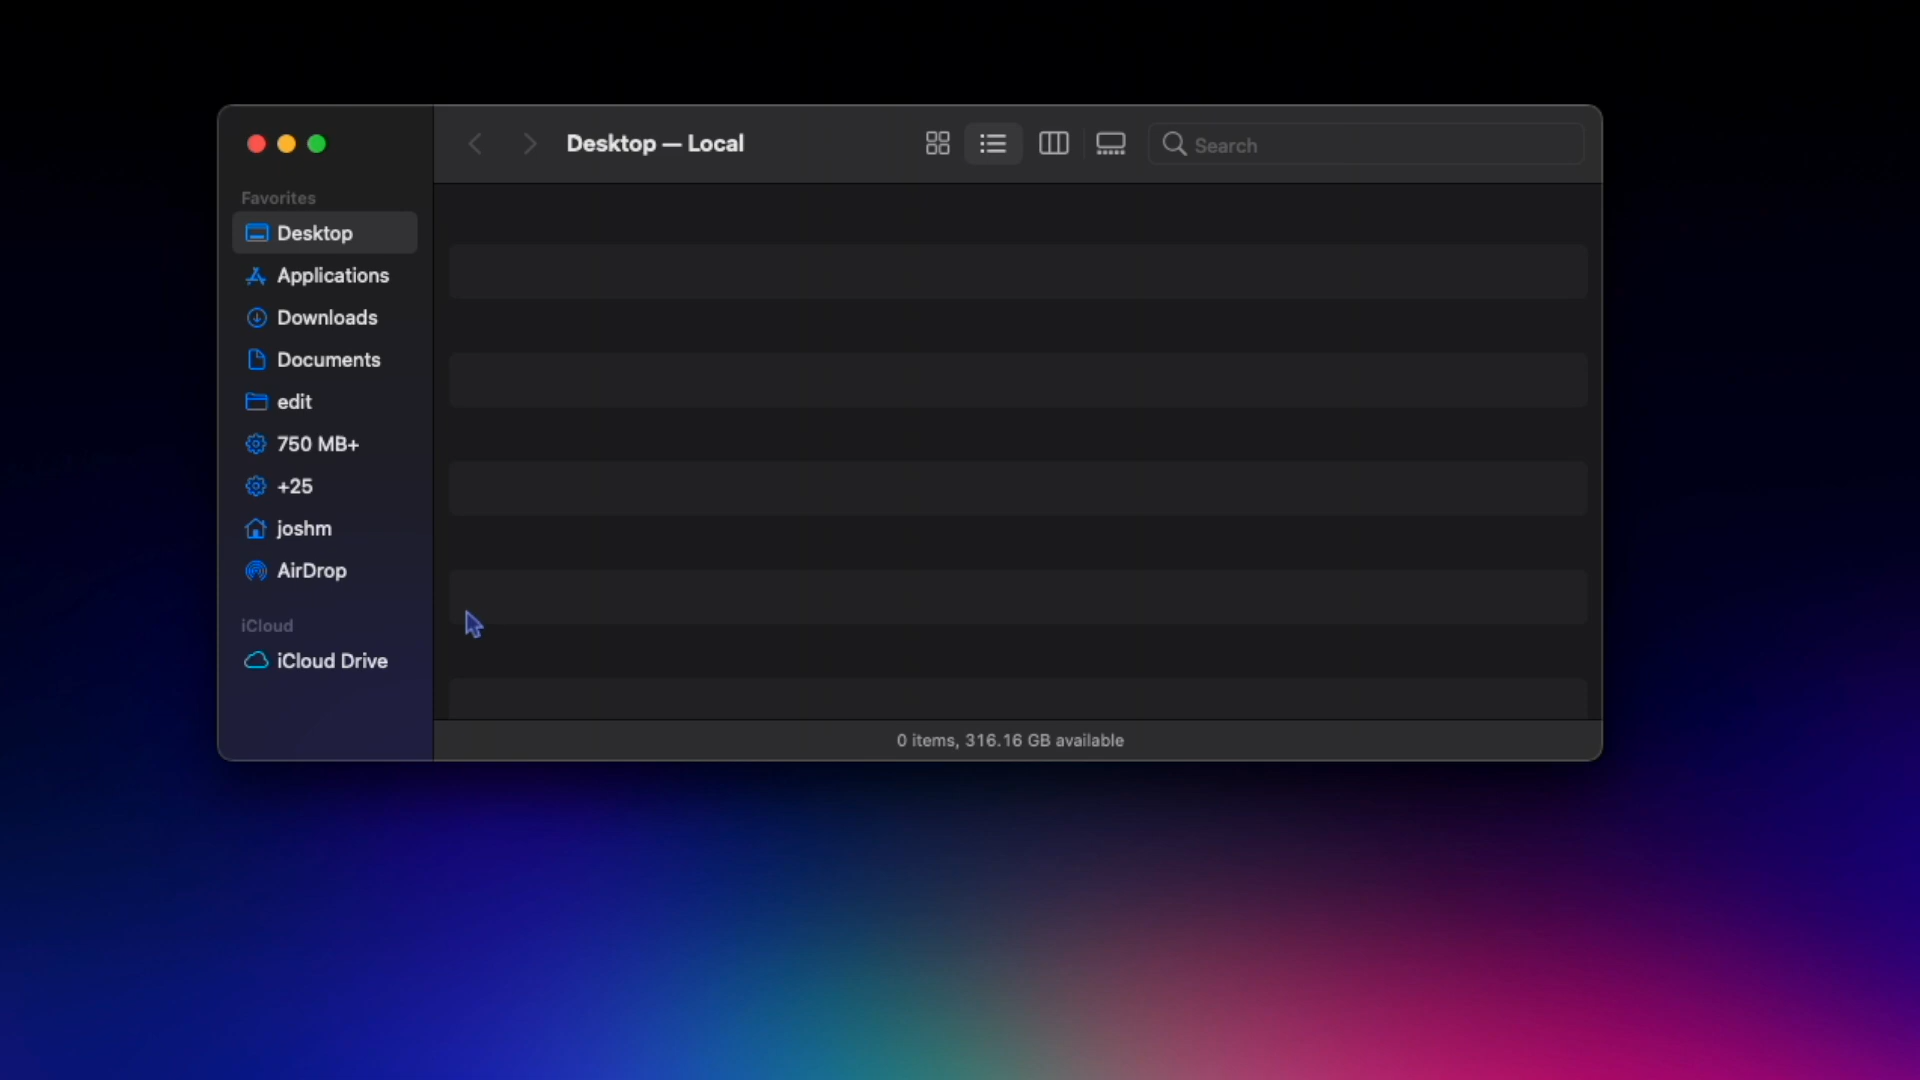 Desktop — Local
Search
Favorites
Desktop
Applications
Downloads
Documents
edit
750 MB+
+25
joshm
AirDrop
iCloud
iCloud Drive
0 items, 316.16 GB available